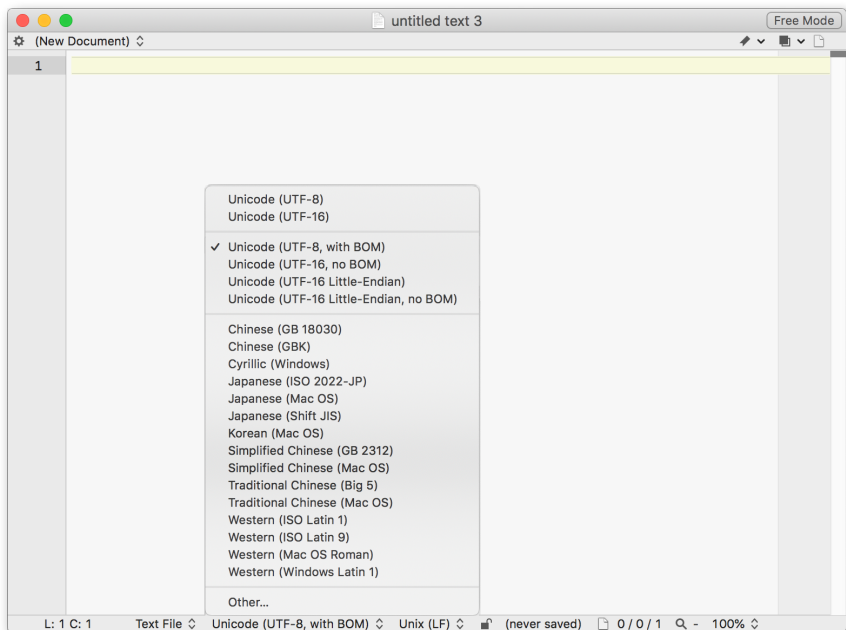 untitled text 3
Free Mode
(New Document)
1
Unicode (UTF-8)
Unicode (UTF-16)
Unicode (UTF-8, with BOM)
Unicode (UTF-16, no BOM)
Unicode (UTF-16 Little-Endian)
Unicode (UTF-16 Little-Endian, no BOM)
Chinese (GB 18030)
Chinese (GBK)
Cyrillic (Windows)
Japanese (ISO 2022-JP)
Japanese (Mac OS)
Japanese (Shift JIS)
Korean (Mac OS)
Simplified Chinese (GB 2312)
Simplified Chinese (Mac OS)
Traditional Chinese (Big 5)
Traditional Chinese (Mac OS)
Western (ISO Latin 1)
Western (ISO Latin 9)
Western (Mac OS Roman)
Western (Windows Latin 1)
Other...
L: 1 C: 1 Text File Unicode (UTF-8, with BOM) Unix (LF) (never saved) 0 / 0 / 1 - 100%